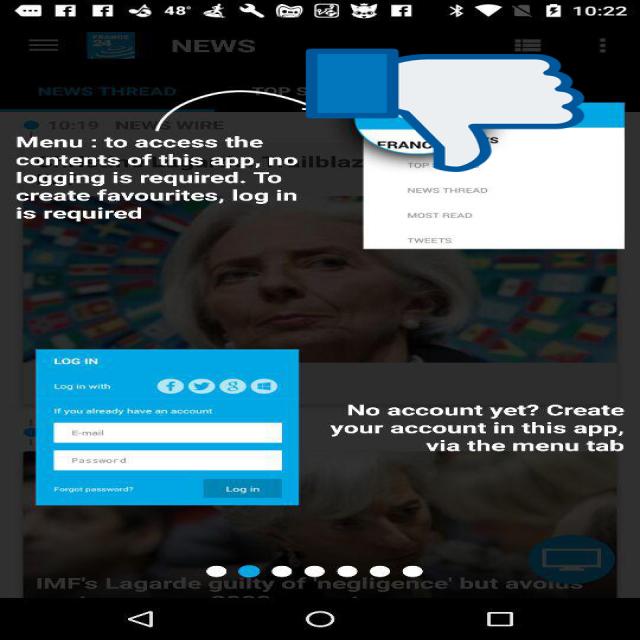 48° 10:22
FRANCE 24 NEWS
NEWS THREAD TOP S
10:19 NEWS WIRE
Menu : to access the
contents of this app, no
logging is required. To
create favourites, log in
is required
FRANC
TOP
NEWS THREAD
MOST READ
TWEETS
LOG IN
Log in with
If you already have an account
E-mail
Password
Forgot password? Log in
No account yet? Create
your account in this app,
via the menu tab
IMF's Lagarde guilty of 'negligence' but avoids